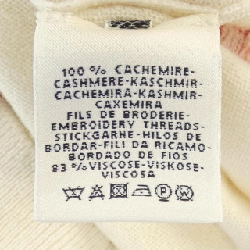 100 % CACHEMIRE-
CASHMERE-KASCHMIR-
CACHEMIRA-KASHMIR-
CAXEMIRA
FILS DE BRODERIE-
EMBROIDERY THREADS-
STICKGARNE-HILOS DE
BORDAR-FILI DA RICAMO-
BORDADO DE FIOS
83 % VISCOSE-VISKOSE-
VISCOSA